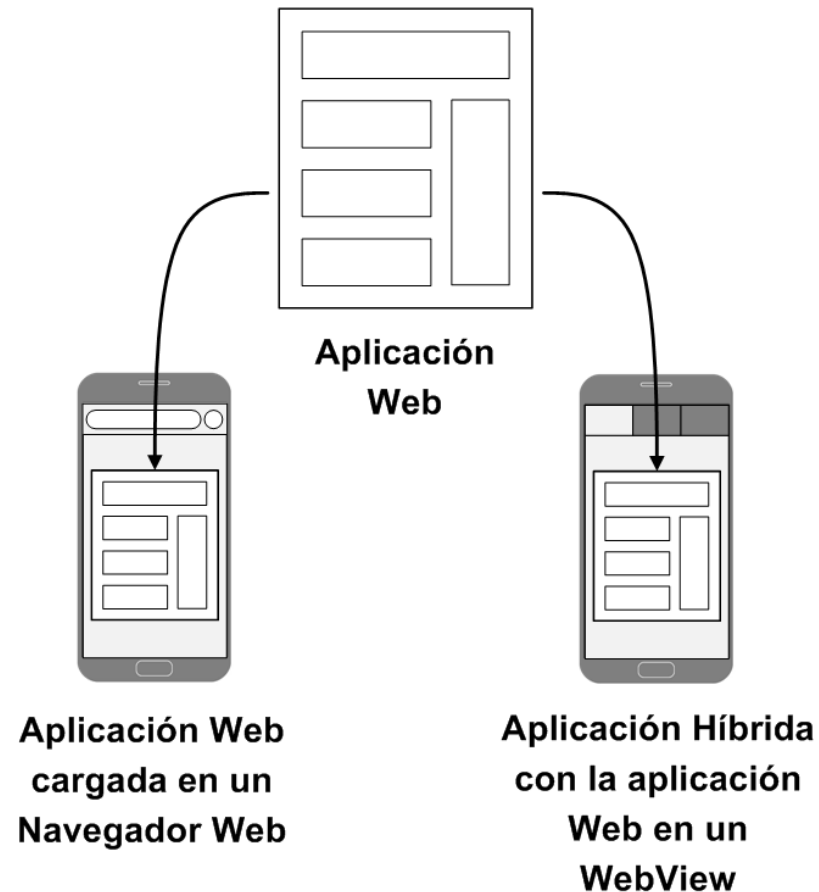 Aplicación
Web
Aplicación Web
cargada en un
Navegador Web
Aplicación Híbrida
con la aplicación
Web en un
WebView